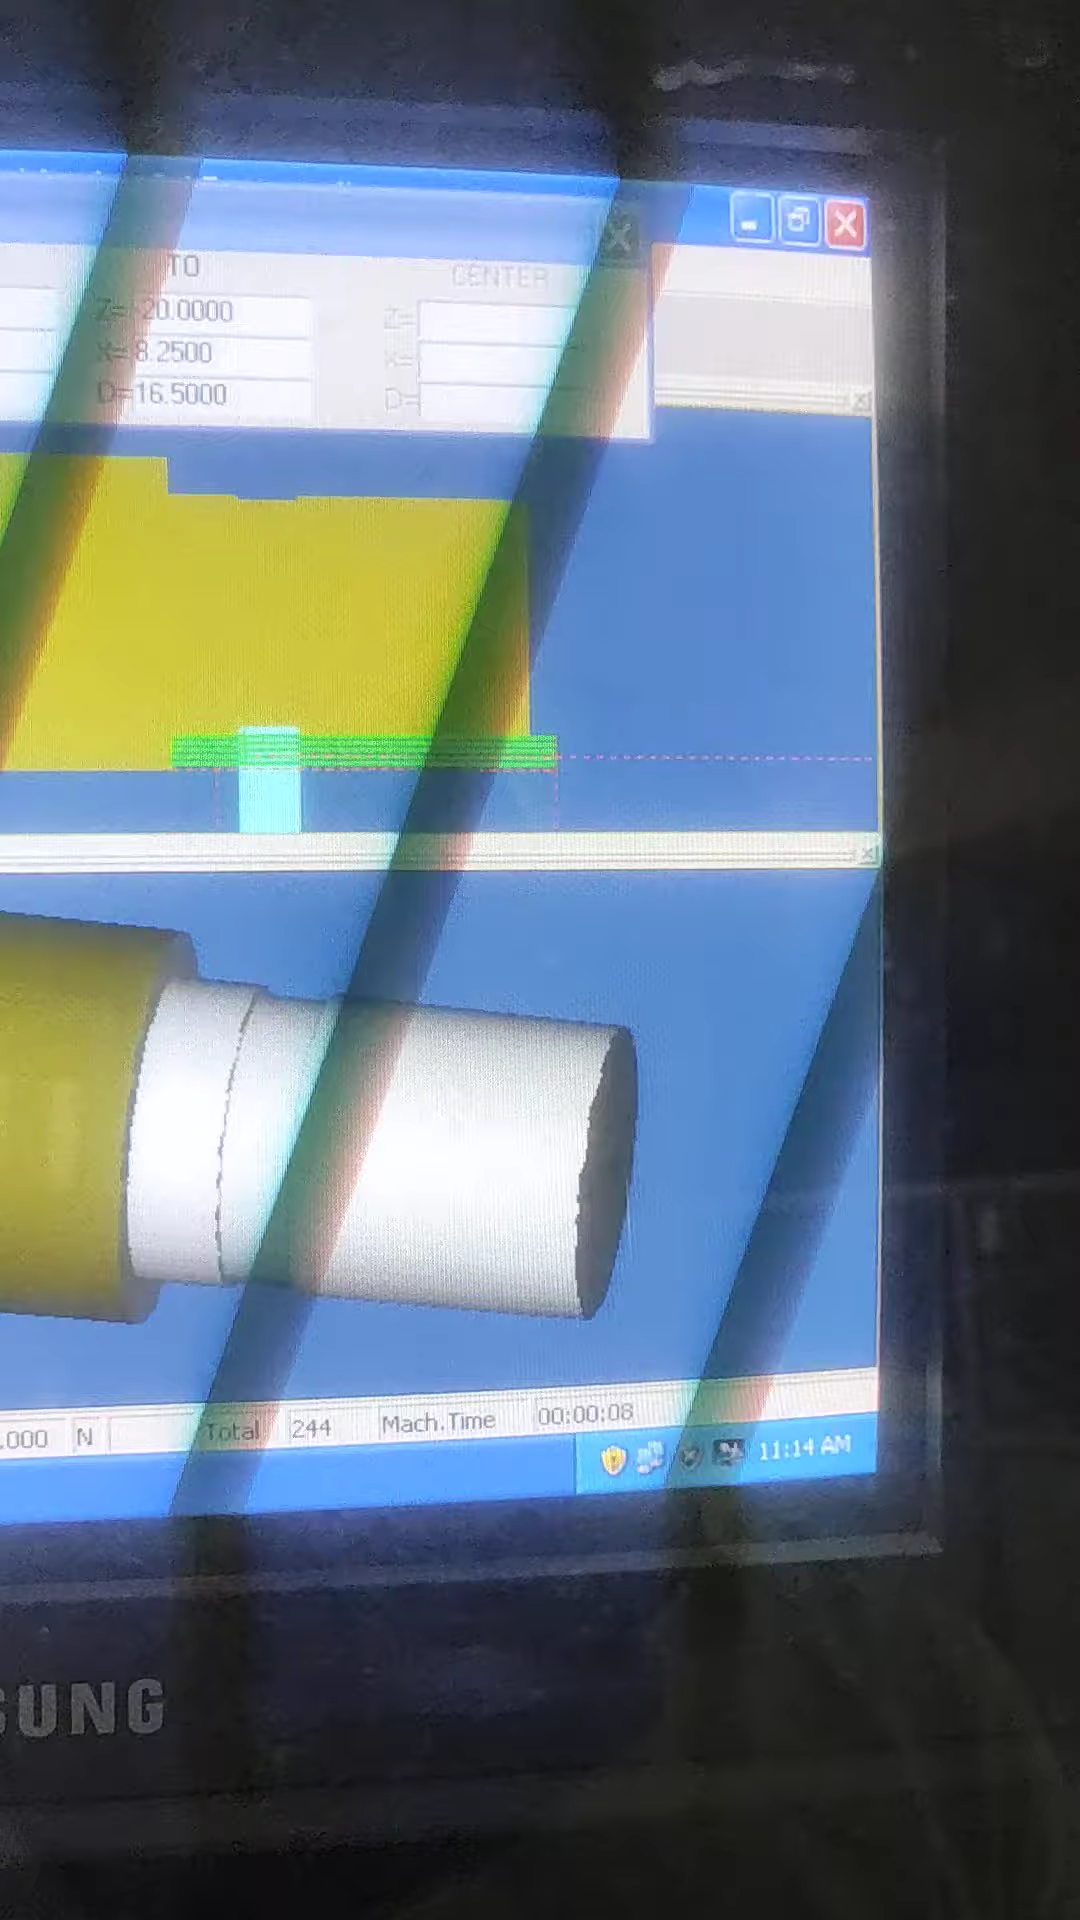 TO
CENTER
Z=-20.0000
Z=
X=8.2500
X=
D=16.5000
D=
.000 N Total 244 Mach.Time 00:00:08
11:14 AM
SUNG